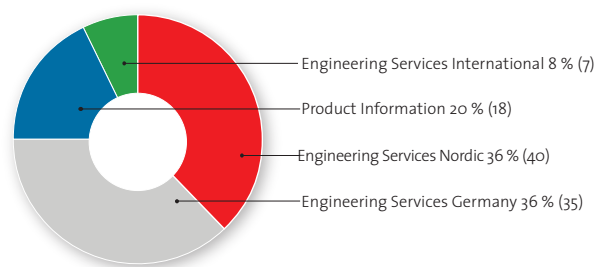 Engineering Services International 8 % (7)
Product Information 20 % (18)
Engineering Services Nordic 36 % (40)
Engineering Services Germany 36 % (35)